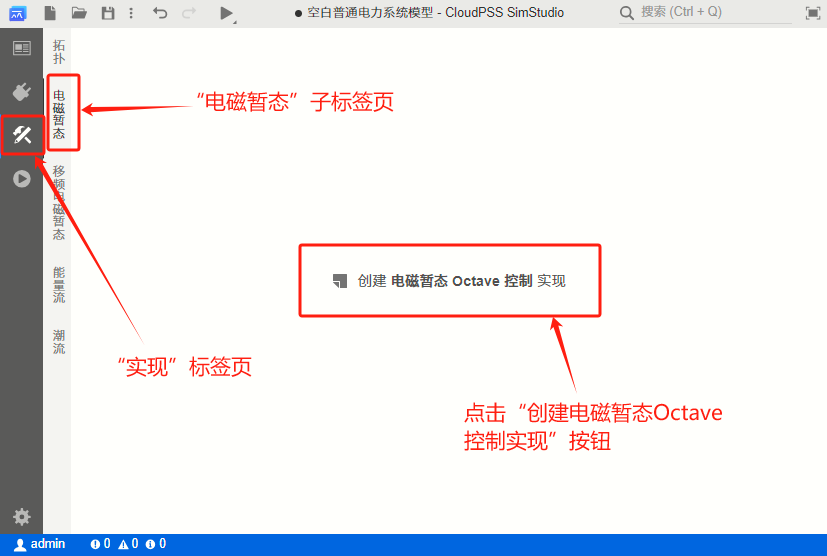 空白普通电力系统模型 - CloudPSS SimStudio
搜索 (Ctrl + Q)
拓扑
电磁暂态
移频电磁暂态
能量流
潮流
“电磁暂态”子标签页
创建 电磁暂态 Octave 控制 实现
“实现”标签页
点击“创建电磁暂态Octave
控制实现”按钮
admin
0
0
0